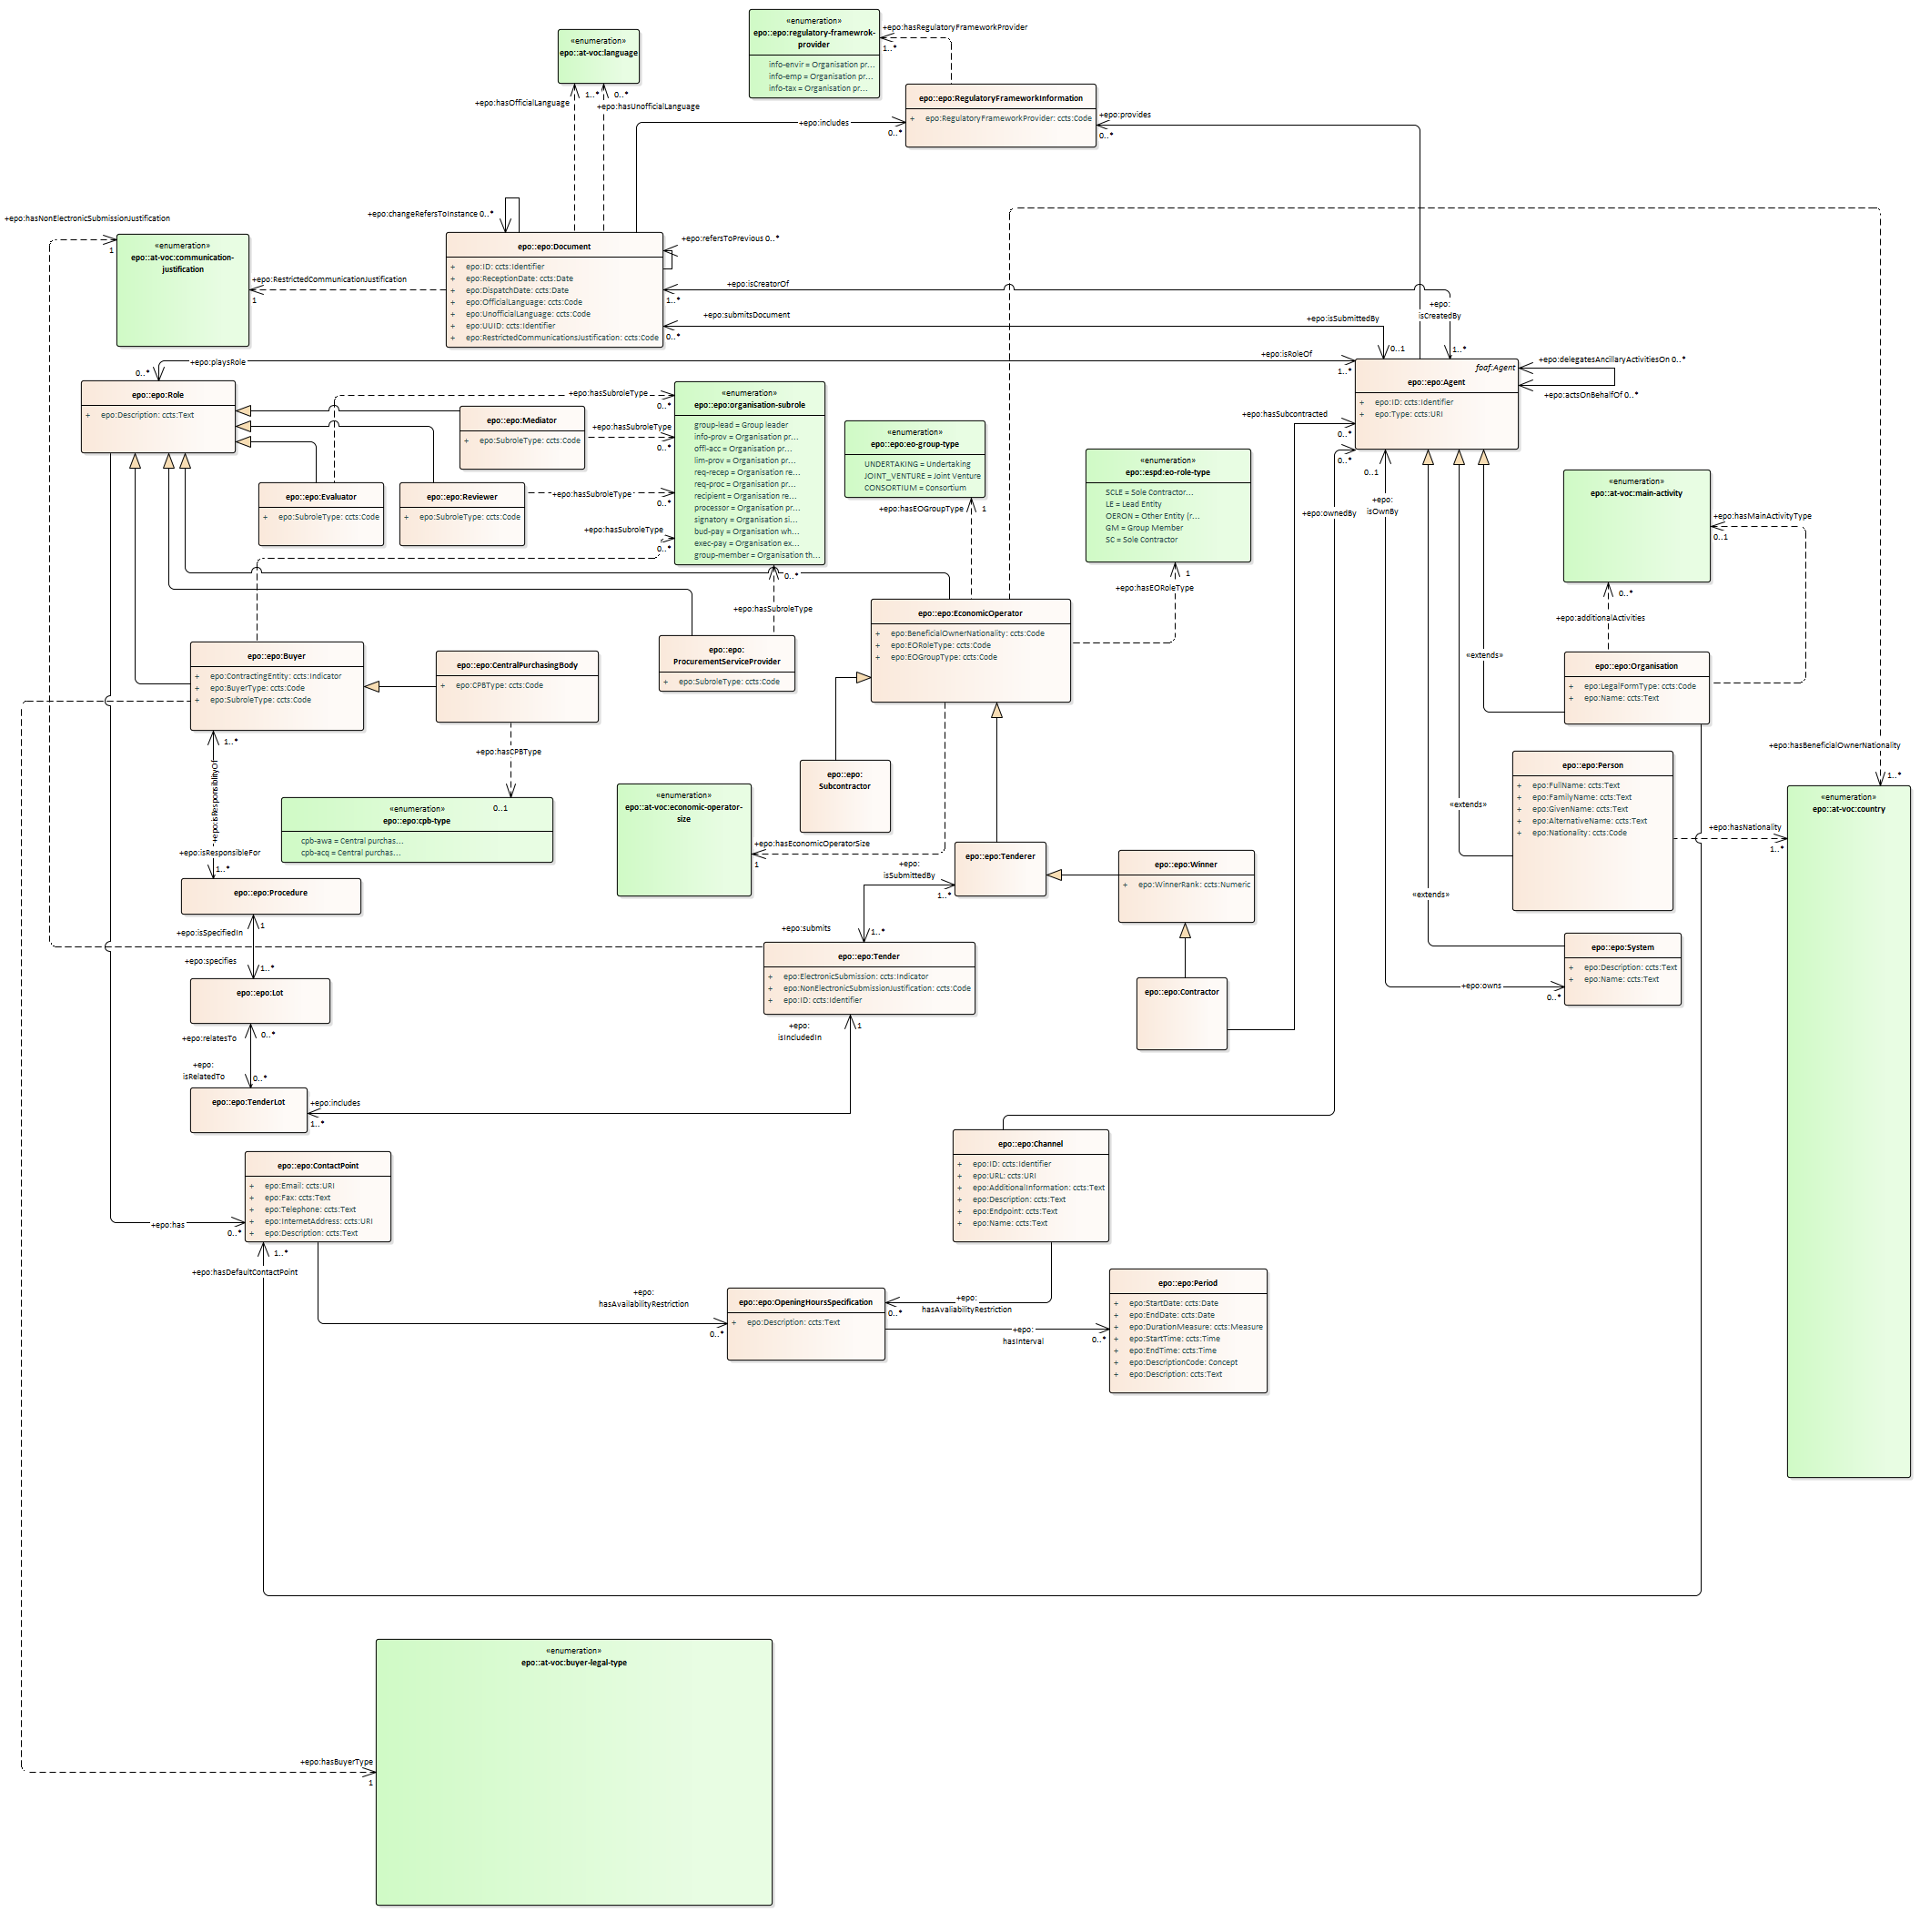 «enumeration»
epo::epo:regulatory-framewrok-
provider
info-envir = Organisation pr...
info-emp = Organisation pr...
info-tax = Organisation pr...
+epo:hasRegulatoryFrameworkProvider
1..*
«enumeration»
epo::at-voc:language
+epo:hasOfficialLanguage
1..*
0..*
+epo:hasUnofficialLanguage
epo::epo:RegulatoryFrameworkInformation
+ epo:RegulatoryFrameworkProvider: ccts:Code
+epo:includes
0..*
+epo:provides
0..*
+epo:hasNonElectronicSubmissionJustification
1
«enumeration»
epo::at-voc:communication-
justification
+epo:RestrictedCommunicationJustification
1
+epo:changeRefersToInstance 0..*
epo::epo:Document
+ epo:ID: ccts:Identifier
+ epo:ReceptionDate: ccts:Date
+ epo:DispatchDate: ccts:Date
+ epo:OfficialLanguage: ccts:Code
+ epo:UnofficialLanguage: ccts:Code
+ epo:UUID: ccts:Identifier
+ epo:RestrictedCommunicationsJustification: ccts:Code
+epo:refersToPrevious 0..*
+epo:isCreatorOf
1..*
+epo:
isCreatedBy
1..*
+epo:submitsDocument
0..*
+epo:isSubmittedBy
0..1
+epo:playsRole
0..*
+epo:isRoleOf
1..*
foaf:Agent
epo::epo:Agent
+ epo:ID: ccts:Identifier
+ epo:Type: ccts:URI
+epo:delegatesAncillaryActivitiesOn 0..*
+epo:actsOnBehalfOf 0..*
epo::epo:Role
+ epo:Description: ccts:Text
epo::epo:Mediator
+ epo:SubroleType: ccts:Code
epo::epo:Evaluator
+ epo:SubroleType: ccts:Code
epo::epo:Reviewer
+ epo:SubroleType: ccts:Code
+epo:hasSubroleType
0..*
+epo:hasSubroleType
0..*
+epo:hasSubroleType
0..*
+epo:hasSubroleType
0..*
«enumeration»
epo::epo:organisation-subrole
group-lead = Group leader
info-prov = Organisation pr...
offi-acc = Organisation pr...
lim-prov = Organisation pr...
req-recep = Organisation re...
req-proc = Organisation pr...
recipient = Organisation re...
processor = Organisation pr...
signatory = Organisation si...
bud-pay = Organisation wh...
exec-pay = Organisation ex...
group-member = Organisation th...
0..*
+epo:hasSubroleType
«enumeration»
epo::epo:eo-group-type
UNDERTAKING = Undertaking
JOINT_VENTURE = Joint Venture
CONSORTIUM = Consortium
+epo:hasEOGroupType
1
«enumeration»
epo::espd:eo-role-type
SCLE = Sole Contractor...
LE = Lead Entity
OERON = Other Entity (r...
GM = Group Member
SC = Sole Contractor
1
+epo:hasEORoleType
+epo:hasSubcontracted
0..*
0..*
+epo:ownedBy
0..1
+epo:
isOwnBy
«enumeration»
epo::at-voc:main-activity
+epo:hasMainActivityType
0..1
0..*
+epo:additionalActivities
epo::epo:Organisation
+ epo:LegalFormType: ccts:Code
+ epo:Name: ccts:Text
«extends»
«extends»
«extends»
epo::epo:Buyer
+ epo:ContractingEntity: ccts:Indicator
+ epo:BuyerType: ccts:Code
+ epo:SubroleType: ccts:Code
epo::epo:CentralPurchasingBody
+ epo:CPBType: ccts:Code
epo::epo:
ProcurementServiceProvider
+ epo:SubroleType: ccts:Code
epo::epo:EconomicOperator
+ epo:BeneficialOwnerNationality: ccts:Code
+ epo:EORoleType: ccts:Code
+ epo:EOGroupType: ccts:Code
+epo:hasCPBType
0..1
«enumeration»
epo::epo:cpb-type
cpb-awa = Central purchas...
cpb-acq = Central purchas...
epo::epo:
Subcontractor
«enumeration»
epo::at-voc:economic-operator-
size
+epo:hasEconomicOperatorSize
1
epo::epo:Person
+ epo:FullName: ccts:Text
+ epo:FamilyName: ccts:Text
+ epo:GivenName: ccts:Text
+ epo:AlternativeName: ccts:Text
+ epo:Nationality: ccts:Code
+epo:hasNationality
1..*
+epo:hasBeneficialOwnerNationality
1..*
«enumeration»
epo::at-voc:country
1..*
+epo:isResponsiblityOf
+epo:isResponsibleFor
1..*
epo::epo:Procedure
+epo:isSpecifiedIn
1
+epo:specifies
1..*
epo::epo:Lot
+epo:relatesTo
0..*
+epo:
isRelatedTo
0..*
epo::epo:TenderLot
+epo:includes
1..*
epo::epo:Tenderer
+epo:
isSubmittedBy
1..*
+epo:submits
1..*
epo::epo:Winner
+ epo:WinnerRank: ccts:Numeric
epo::epo:Tender
+ epo:ElectronicSubmission: ccts:Indicator
+ epo:NonElectronicSubmissionJustification: ccts:Code
+ epo:ID: ccts:Identifier
+epo:
isIncludedIn
1
epo::epo:Contractor
epo::epo:System
+ epo:Description: ccts:Text
+ epo:Name: ccts:Text
+epo:owns
0..*
epo::epo:ContactPoint
+ epo:Email: ccts:URI
+ epo:Fax: ccts:Text
+ epo:Telephone: ccts:Text
+ epo:InternetAddress: ccts:URI
+ epo:Description: ccts:Text
+epo:has
0..*
1..*
+epo:hasDefaultContactPoint
epo::epo:Channel
+ epo:ID: ccts:Identifier
+ epo:URL: ccts:URI
+ epo:AdditionalInformation: ccts:Text
+ epo:Description: ccts:Text
+ epo:Endpoint: ccts:Text
+ epo:Name: ccts:Text
+epo:
hasAvaliabilityRestriction
0..*
epo::epo:OpeningHoursSpecification
+ epo:Description: ccts:Text
+epo:
hasAvaliabilityRestriction
0..*
+epo:
hasInterval
0..*
epo::epo:Period
+ epo:StartDate: ccts:Date
+ epo:EndDate: ccts:Date
+ epo:DurationMeasure: ccts:Measure
+ epo:StartTime: ccts:Time
+ epo:EndTime: ccts:Time
+ epo:DescriptionCode: Concept
+ epo:Description: ccts:Text
«enumeration»
epo::at-voc:buyer-legal-type
+epo:hasBuyerType
1